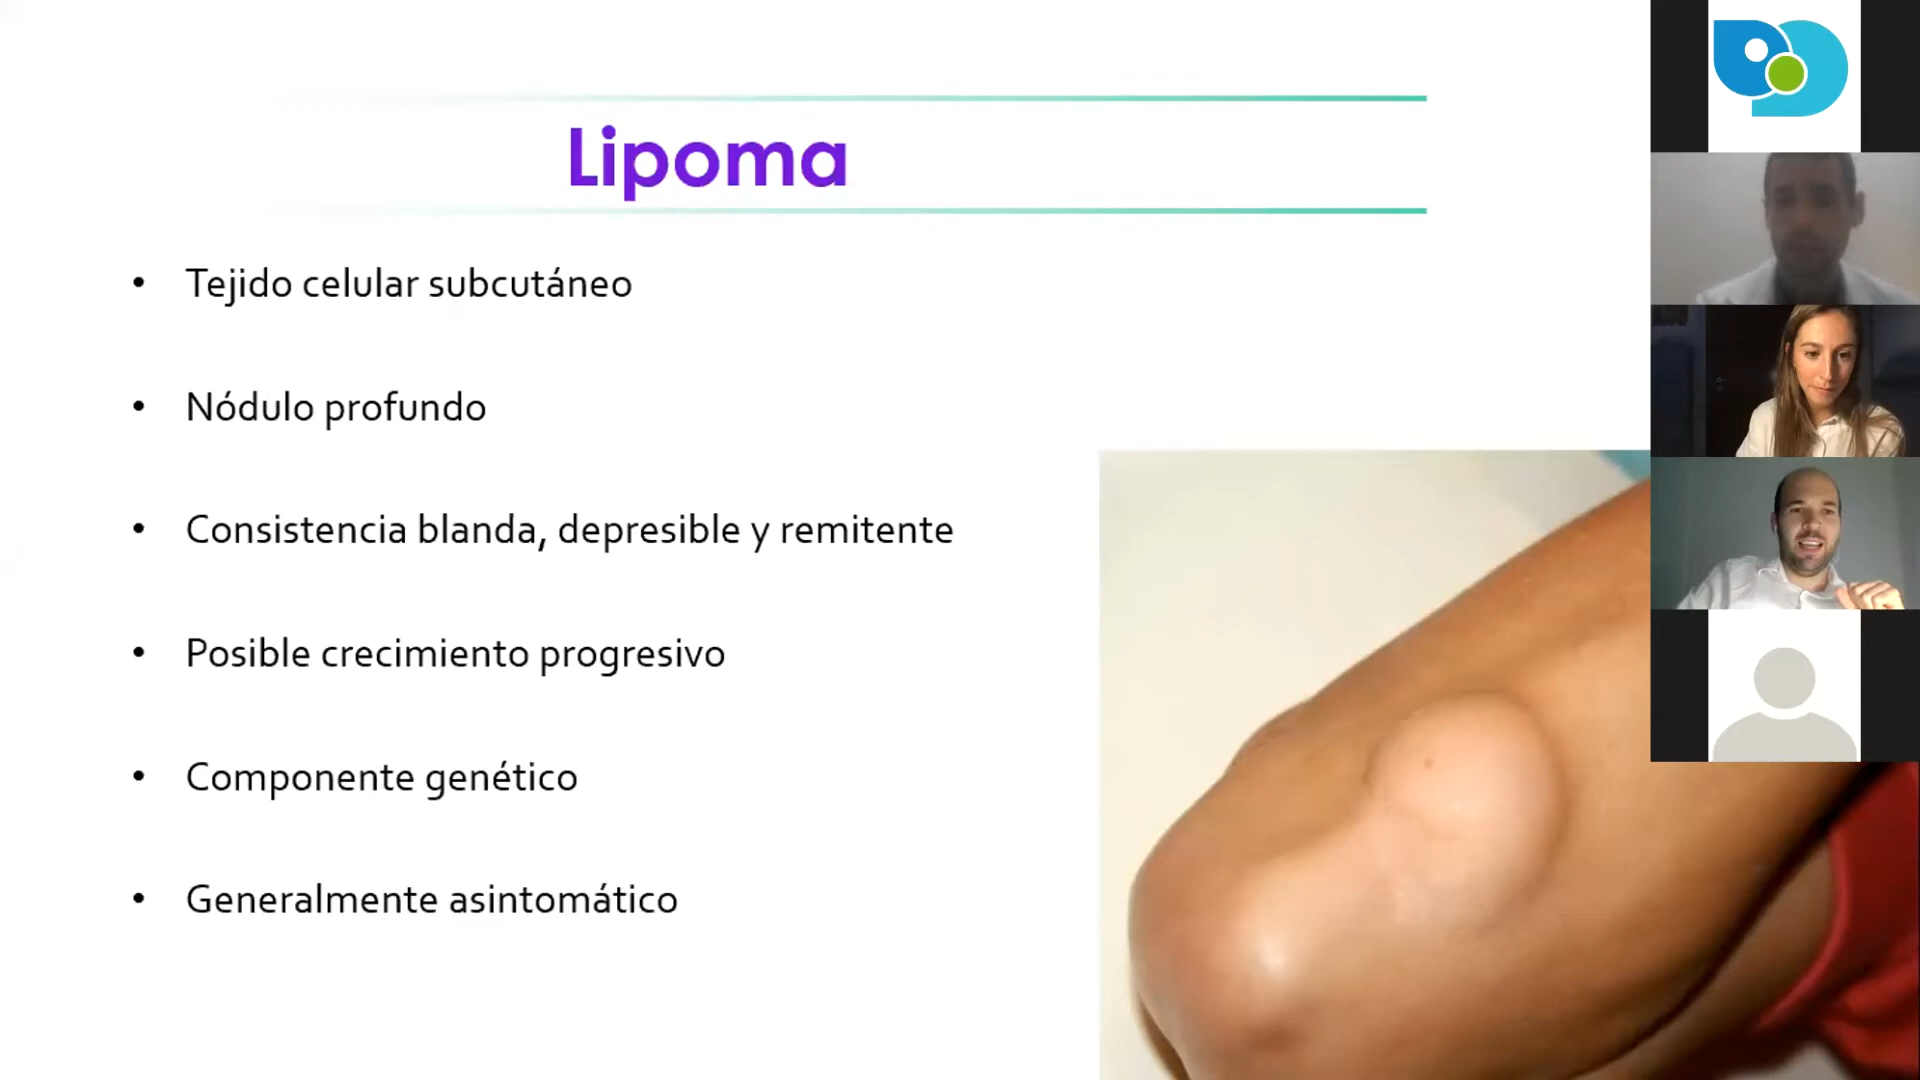 Lipoma
• Tejido celular subcutáneo
• Nódulo profundo
• Consistencia blanda, depresible y remitente
• Posible crecimiento progresivo
• Componente genético
• Generalmente asintomático